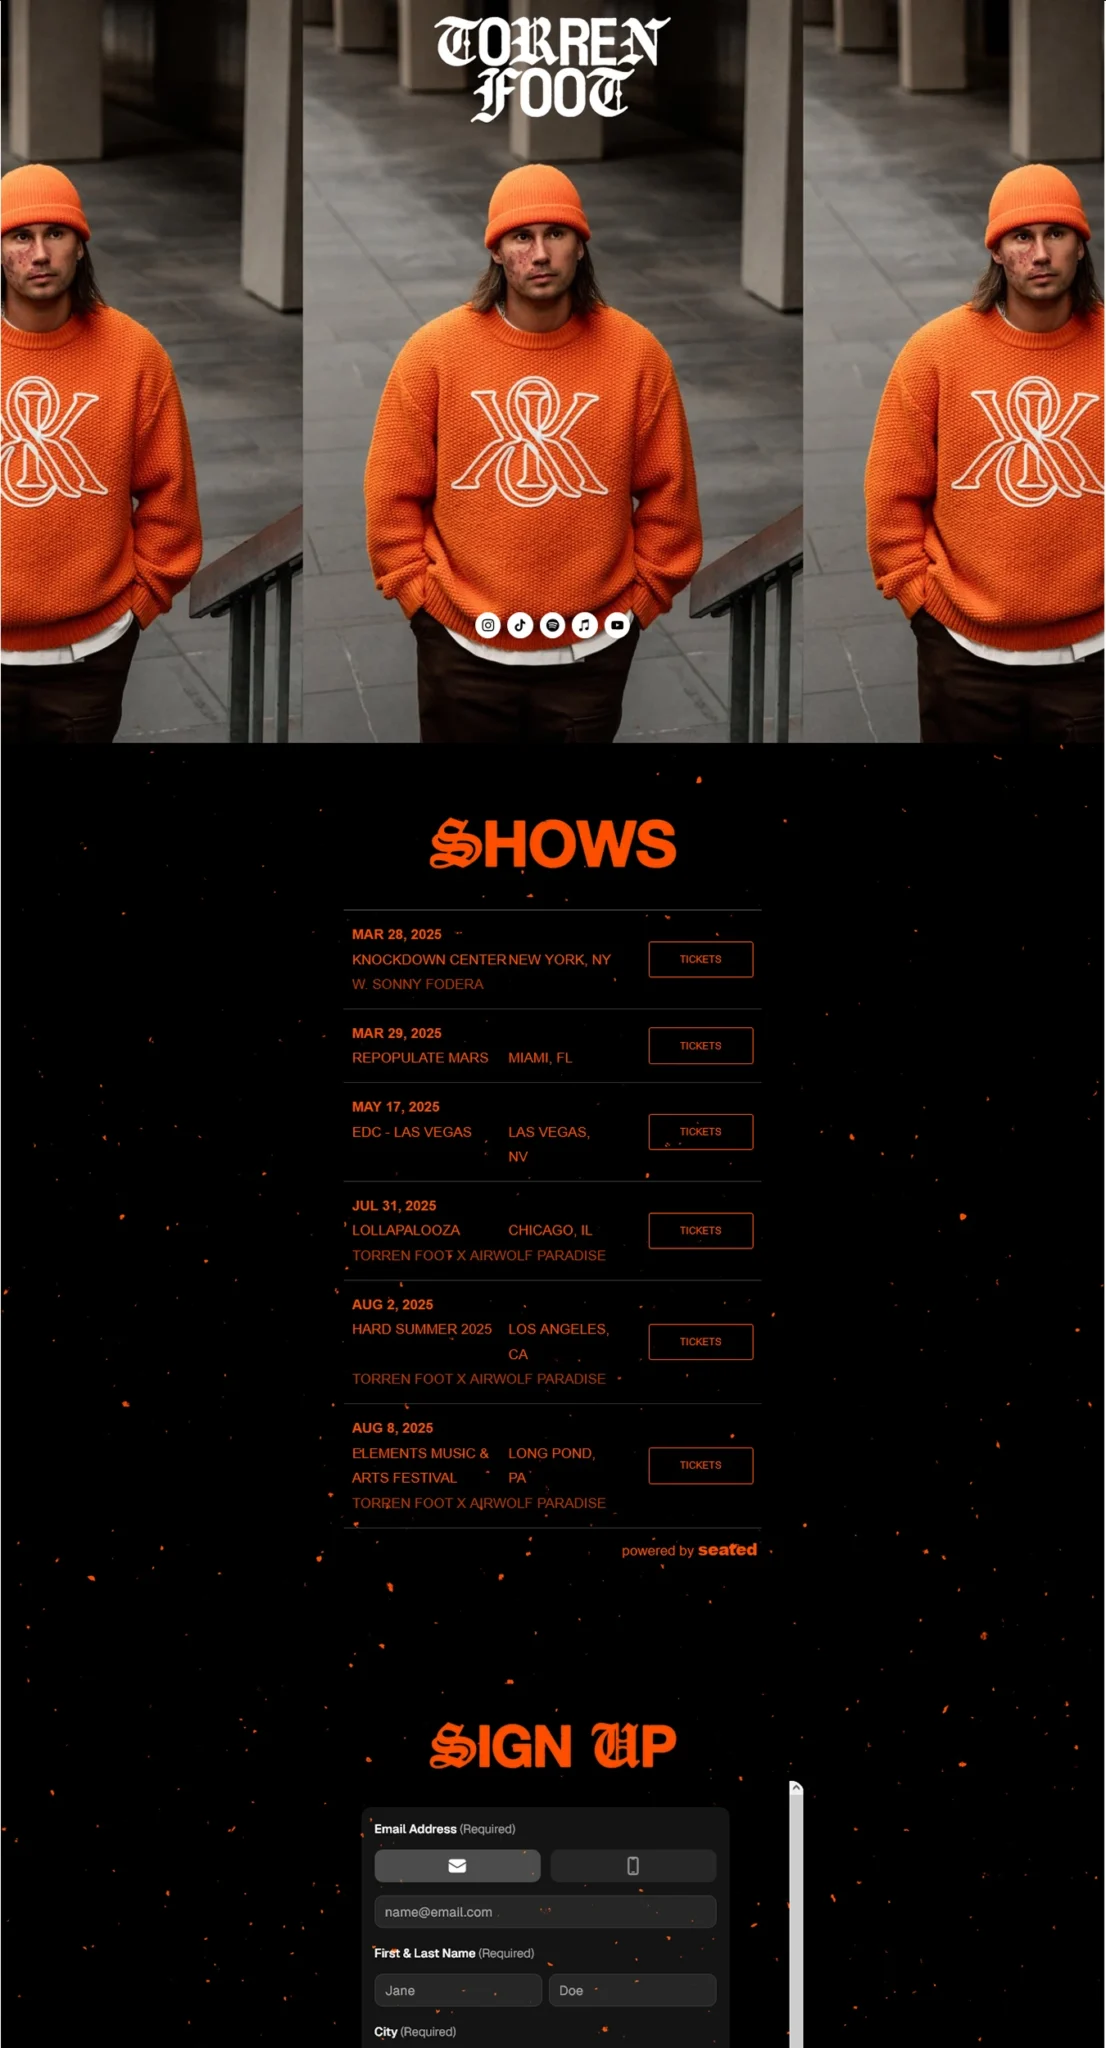 TORREN
FOOT
SHOWS
MAR 28, 2025
KNOCKDOWN CENTER NEW YORK, NY
W. SONNY FODERA
TICKETS
MAR 29, 2025
REPOPULATE MARS MIAMI, FL
TICKETS
MAY 17, 2025
EDC - LAS VEGAS LAS VEGAS,
NV
TICKETS
JUL 31, 2025
LOLLAPALOOZA CHICAGO, IL
TORREN FOOT X AIRWOLF PARADISE
TICKETS
AUG 2, 2025
HARD SUMMER 2025 LOS ANGELES,
CA
TORREN FOOT X AIRWOLF PARADISE
TICKETS
AUG 8, 2025
ELEMENTS MUSIC & LONG POND,
ARTS FESTIVAL PA
TORREN FOOT X AIRWOLF PARADISE
TICKETS
powered by seated
SIGN UP
Email Address (Required)
name@email.com
First & Last Name (Required)
Jane Doe
City (Required)